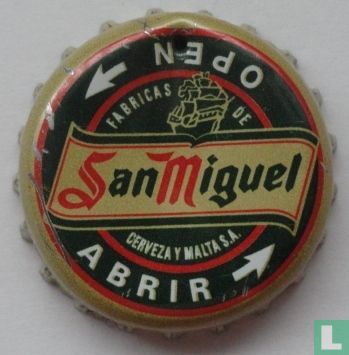 OPEN
FABRICAS DE
San Miguel
CERVEZA Y MALTA S.A.
ABRIR
L